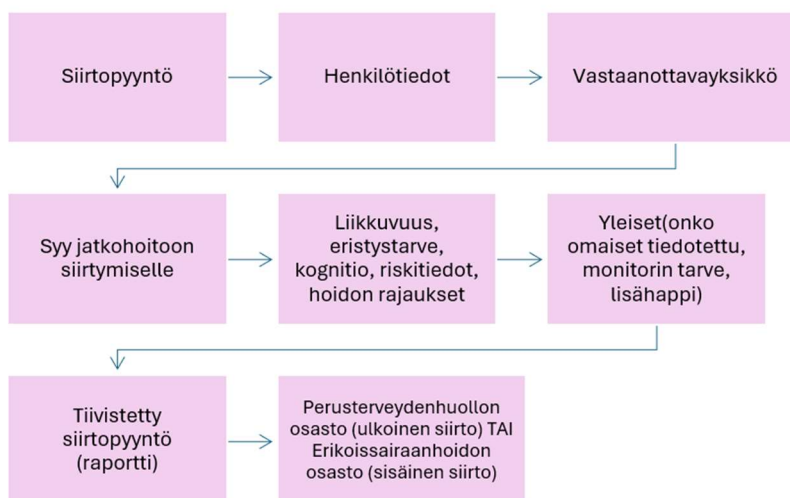 Siirtopyyntö
Henkilötiedot
Vastaanottavayksikkö
Syy jatkohoitoon
siirtymiselle
Liikkuvuus,
eristystarve,
kognitio, riskitiedot,
hoidon rajaukset
Yleiset(onko
omaiset tiedotettu,
monitorin tarve,
lisähappi)
Tiivistetty
siirtopyyntö
(raportti)
Perusterveydenhuollon
osasto (ulkoinen siirto) TAI
Erikoissairaanhoidon
osasto (sisäinen siirto)